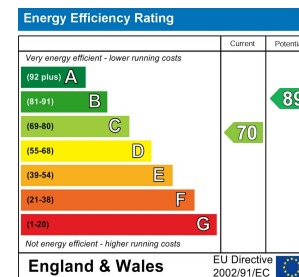 Energy Efficiency Rating
Current
Very energy efficient - lower running costs
(92 plus) A
(81-91) B
89
(69-80) C
70
(55-68) D
(39-54) E
(21-38) F
(1-20) G
Not energy efficient - higher running costs
England & Wales
EU Directive
2002/91/EC